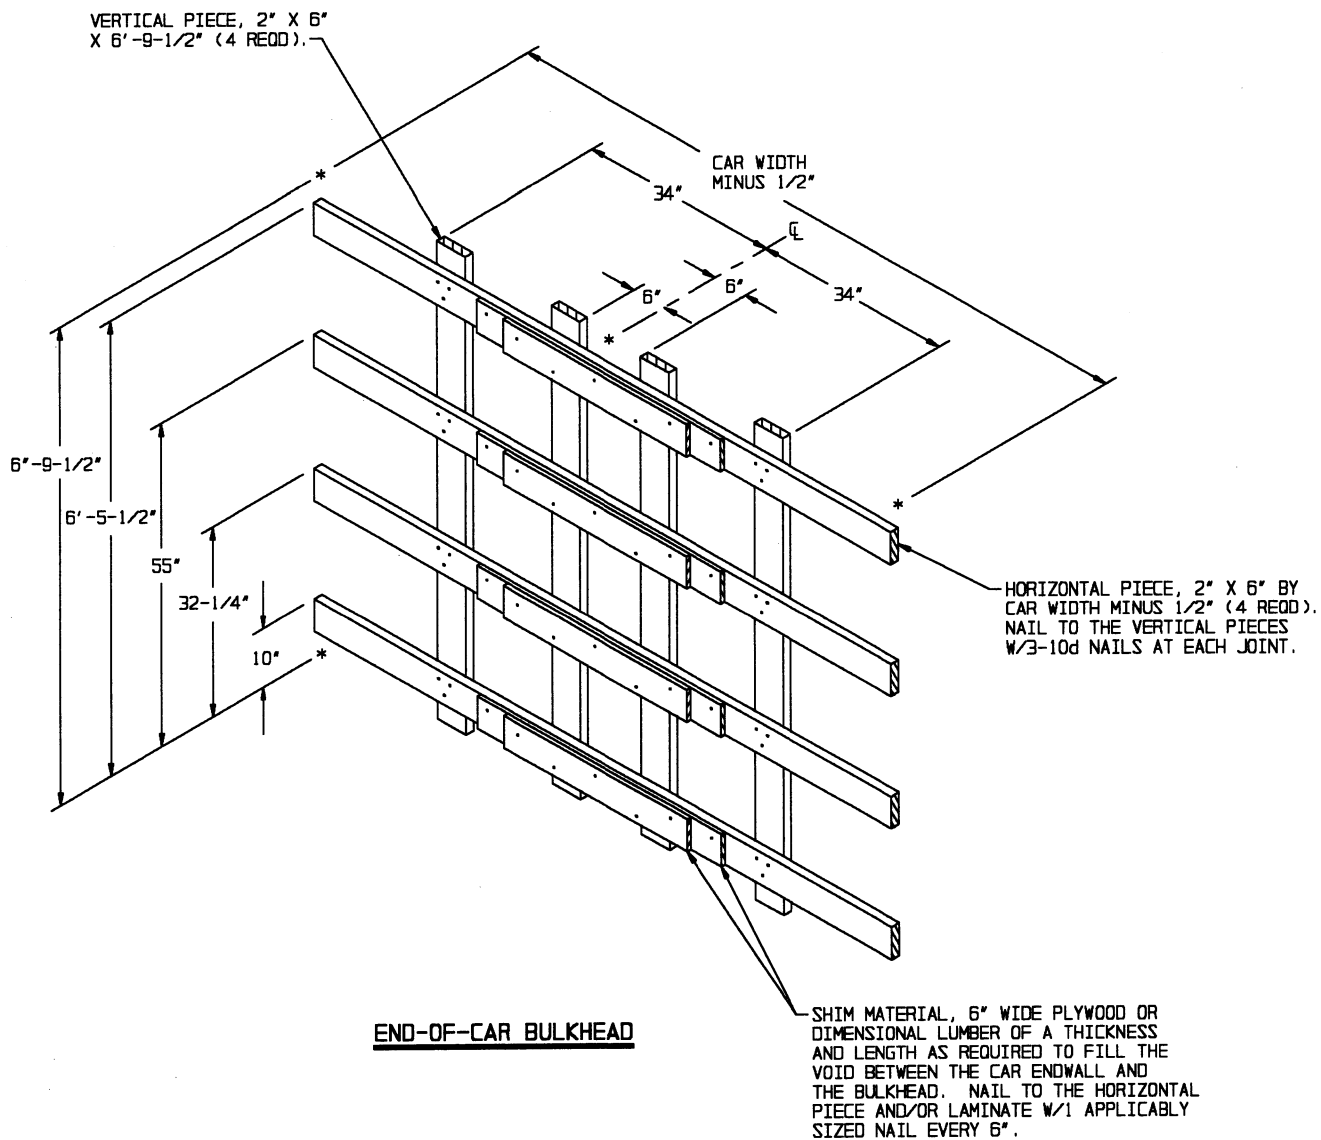 VERTICAL PIECE, 2" X 6"
X 6'-9-1/2" (4 REQD).
CAR WIDTH
MINUS 1/2"
*
34"
℄
6"
6"
34"
*
6"-9-1/2"
6'-5-1/2"
55"
32-1/4"
10"
*
*
HORIZONTAL PIECE, 2" X 6" BY
CAR WIDTH MINUS 1/2" (4 REQD).
NAIL TO THE VERTICAL PIECES
W/3-10d NAILS AT EACH JOINT.
END-OF-CAR BULKHEAD
SHIM MATERIAL, 6" WIDE PLYWOOD OR
DIMENSIONAL LUMBER OF A THICKNESS
AND LENGTH AS REQUIRED TO FILL THE
VOID BETWEEN THE CAR ENDWALL AND
THE BULKHEAD. NAIL TO THE HORIZONTAL
PIECE AND/OR LAMINATE W/1 APPLICABLY
SIZED NAIL EVERY 6".